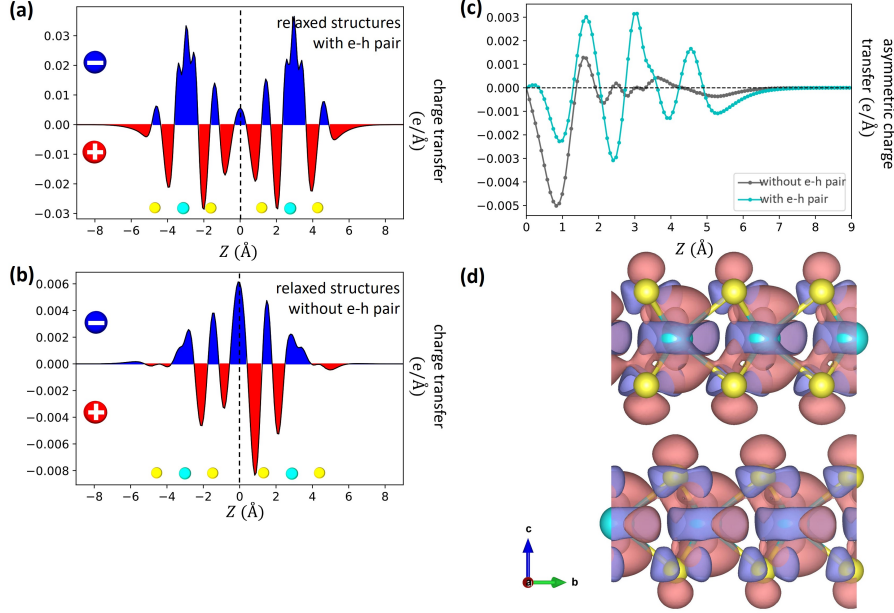 (a)
relaxed structures
with e-h pair
0.03
0.02
0.01
0.00
−0.01
−0.02
−0.03
−8 −6 −4 −2 0 2 4 6 8
Z (Å)
charge transfer
(e/Å)
(b)
relaxed structures
without e-h pair
0.006
0.004
0.002
0.000
−0.002
−0.004
−0.006
−0.008
−8 −6 −4 −2 0 2 4 6 8
Z (Å)
charge transfer
(e/Å)
(c)
0.003
0.002
0.001
0.000
−0.001
−0.002
−0.003
−0.004
−0.005
0 1 2 3 4 5 6 7 8 9
Z (Å)
asymmetric charge
transfer (e/Å)
without e-h pair
with e-h pair
(d)
c
a
b